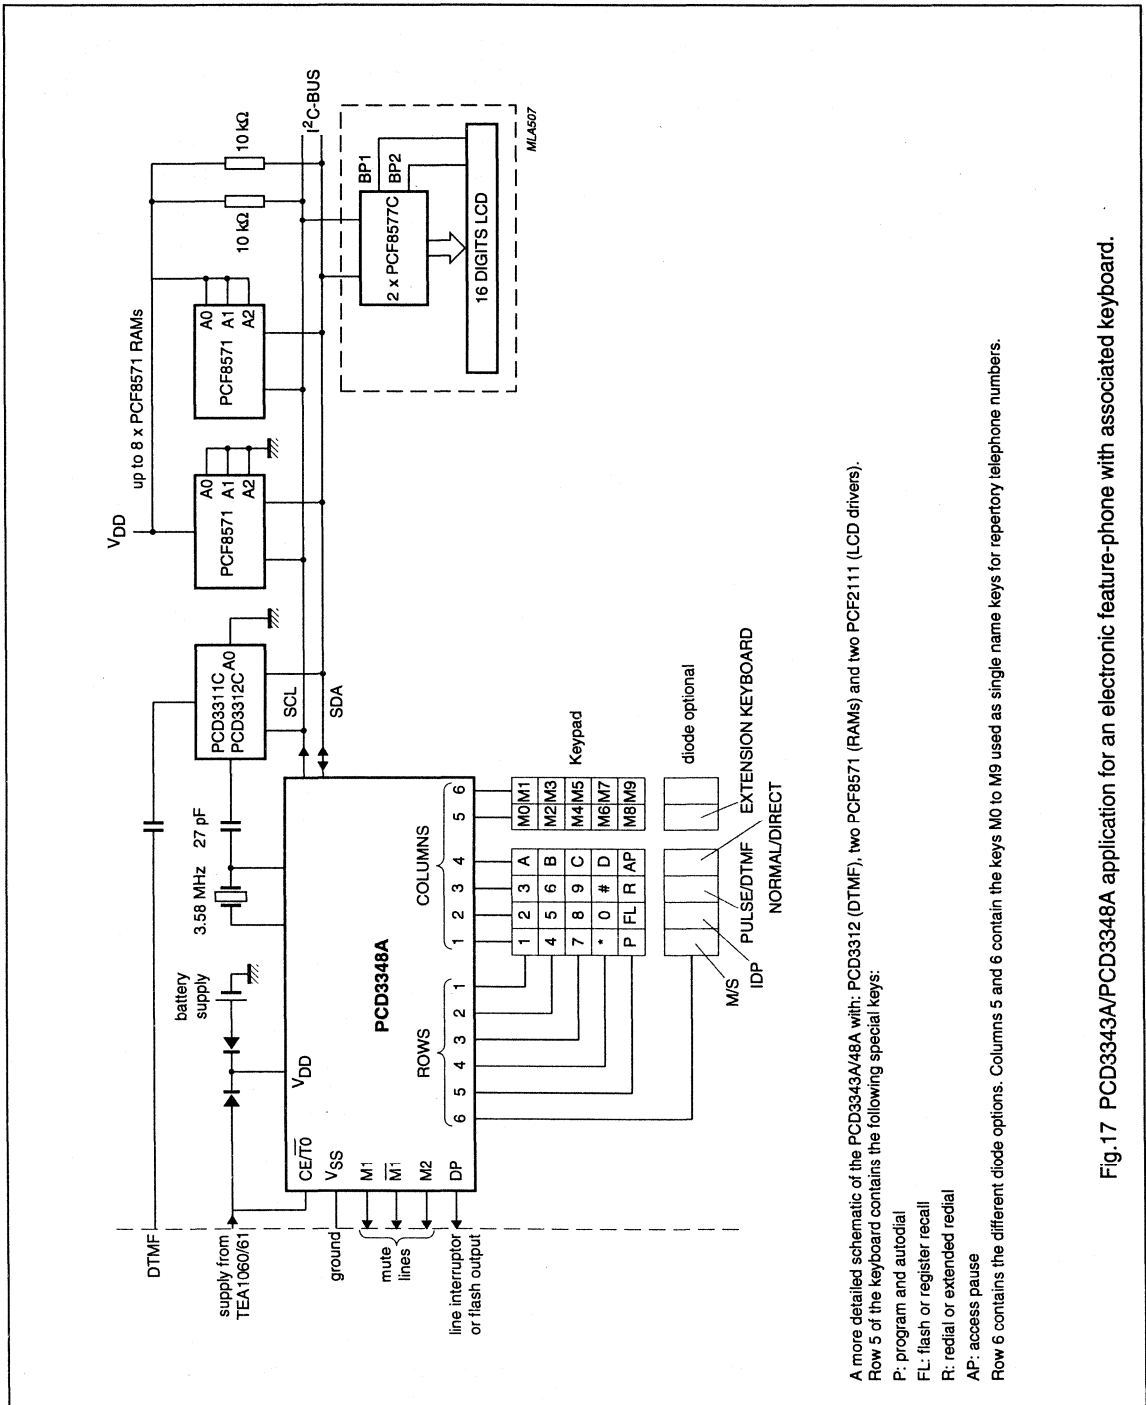 DTMF
supply from
TEA1060/61
ground
mute
lines
line interruptor
or flash output
CE/T0
VSS
M1
M1
M2
DP
battery
supply
VDD
3.58 MHz
27 pF
PCD3348A
ROWS
6 5 4 3 2 1
COLUMNS
1 2 3 4 5 6
PCD3311C
PCD3312C
A0
SCL
SDA
VDD
up to 8 x PCF8571 RAMs
PCF8571
A0
A1
A2
PCF8571
A0
A1
A2
10 kΩ
10 kΩ
I²C-BUS
2 x PCF8577C
BP1
BP2
16 DIGITS LCD
MLA507
1 2 3 A M0 M1
4 5 6 B M2 M3
7 8 9 C M4 M5
* 0 # D M6 M7
P FL R AP M8 M9
Keypad
diode optional
M/S
IDP
PULSE/DTMF
NORMAL/DIRECT
EXTENSION KEYBOARD
A more detailed schematic of the PCD3343A/48A with: PCD3312 (DTMF), two PCF8571 (RAMs) and two PCF2111 (LCD drivers).
Row 5 of the keyboard contains the following special keys:
P: program and autodial
FL: flash or register recall
R: redial or extended redial
AP: access pause
Row 6 contains the different diode options. Columns 5 and 6 contain the keys M0 to M9 used as single name keys for repertory telephone numbers.
Fig.17 PCD3343A/PCD3348A application for an electronic feature-phone with associated keyboard.